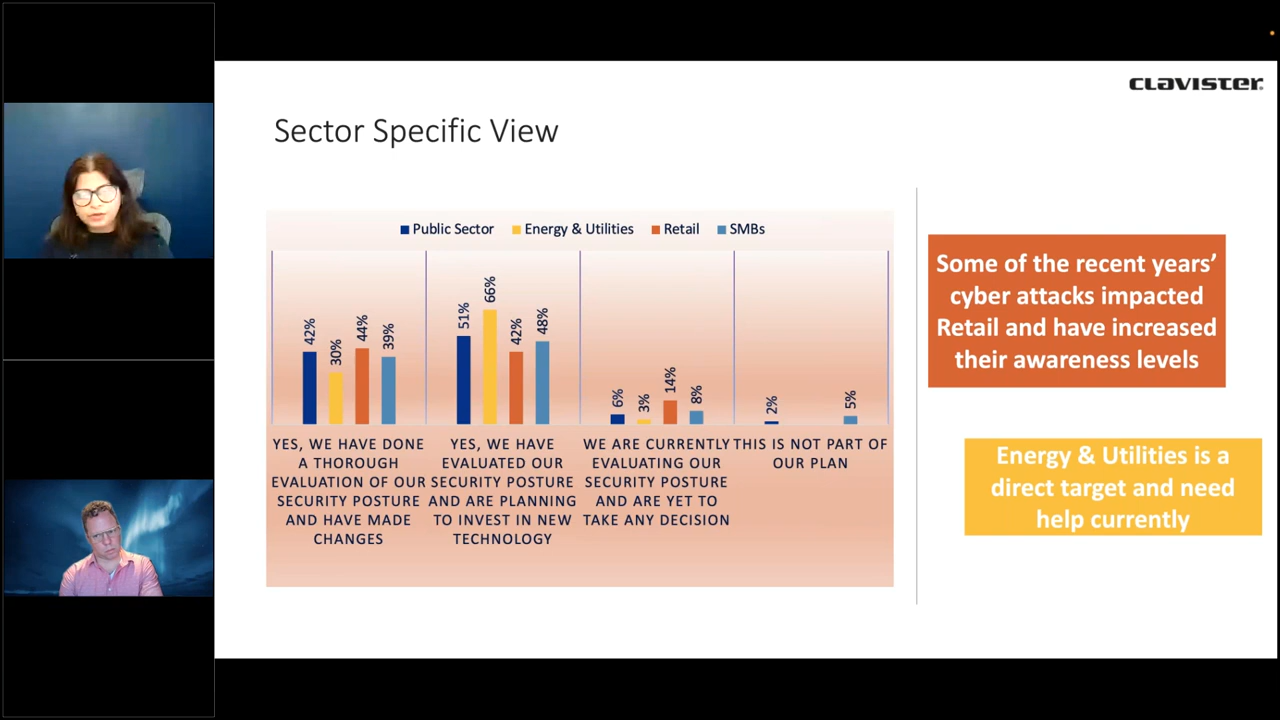 CLAVISTER.
Sector Specific View
Public Sector
Energy & Utilities
Retail
SMBs
42%
30%
44%
39%
51%
66%
42%
48%
6%
3%
14%
8%
2%
5%
YES, WE HAVE DONE
A THOROUGH
EVALUATION OF OUR
SECURITY POSTURE
AND HAVE MADE
CHANGES
YES, WE HAVE
EVALUATED OUR
SECURITY POSTURE
AND ARE PLANNING
TO INVEST IN NEW
TECHNOLOGY
WE ARE CURRENTLY
EVALUATING OUR
SECURITY POSTURE
AND ARE YET TO
TAKE ANY DECISION
THIS IS NOT PART OF
OUR PLAN
Some of the recent years’
cyber attacks impacted
Retail and have increased
their awareness levels
Energy & Utilities is a
direct target and need
help currently